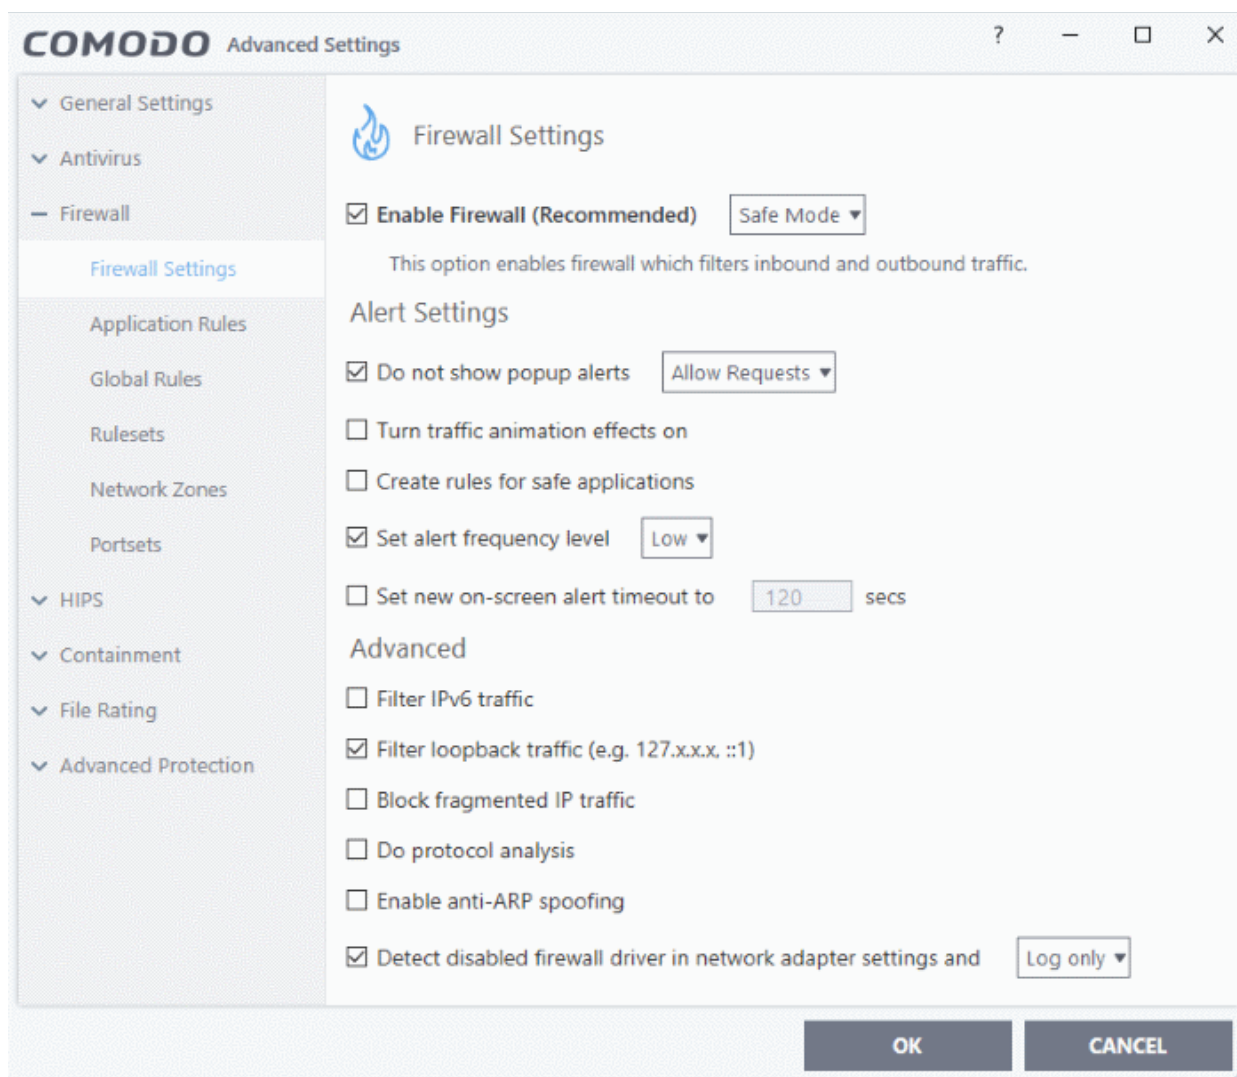 COMODO Advanced Settings ?
General Settings
Antivirus
Firewall
Firewall Settings
Application Rules
Global Rules
Rulesets
Network Zones
Portsets
HIPS
Containment
File Rating
Advanced Protection
Firewall Settings
Enable Firewall (Recommended) Safe Mode
This option enables firewall which filters inbound and outbound traffic.
Alert Settings
Do not show popup alerts Allow Requests
Turn traffic animation effects on
Create rules for safe applications
Set alert frequency level Low
Set new on-screen alert timeout to 120 secs
Advanced
Filter IPv6 traffic
Filter loopback traffic (e.g. 127.x.x.x, ::1)
Block fragmented IP traffic
Do protocol analysis
Enable anti-ARP spoofing
Detect disabled firewall driver in network adapter settings and Log only
OK CANCEL